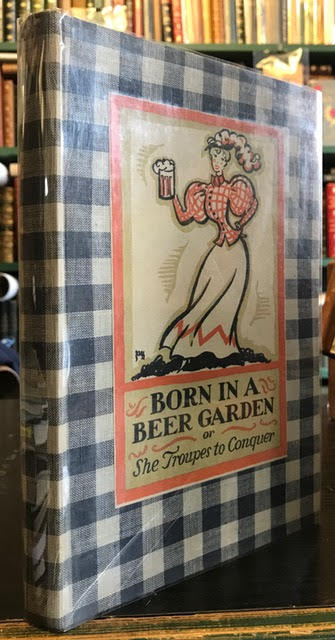 BORN IN A
BEER GARDEN
or
She Troupes to Conquer